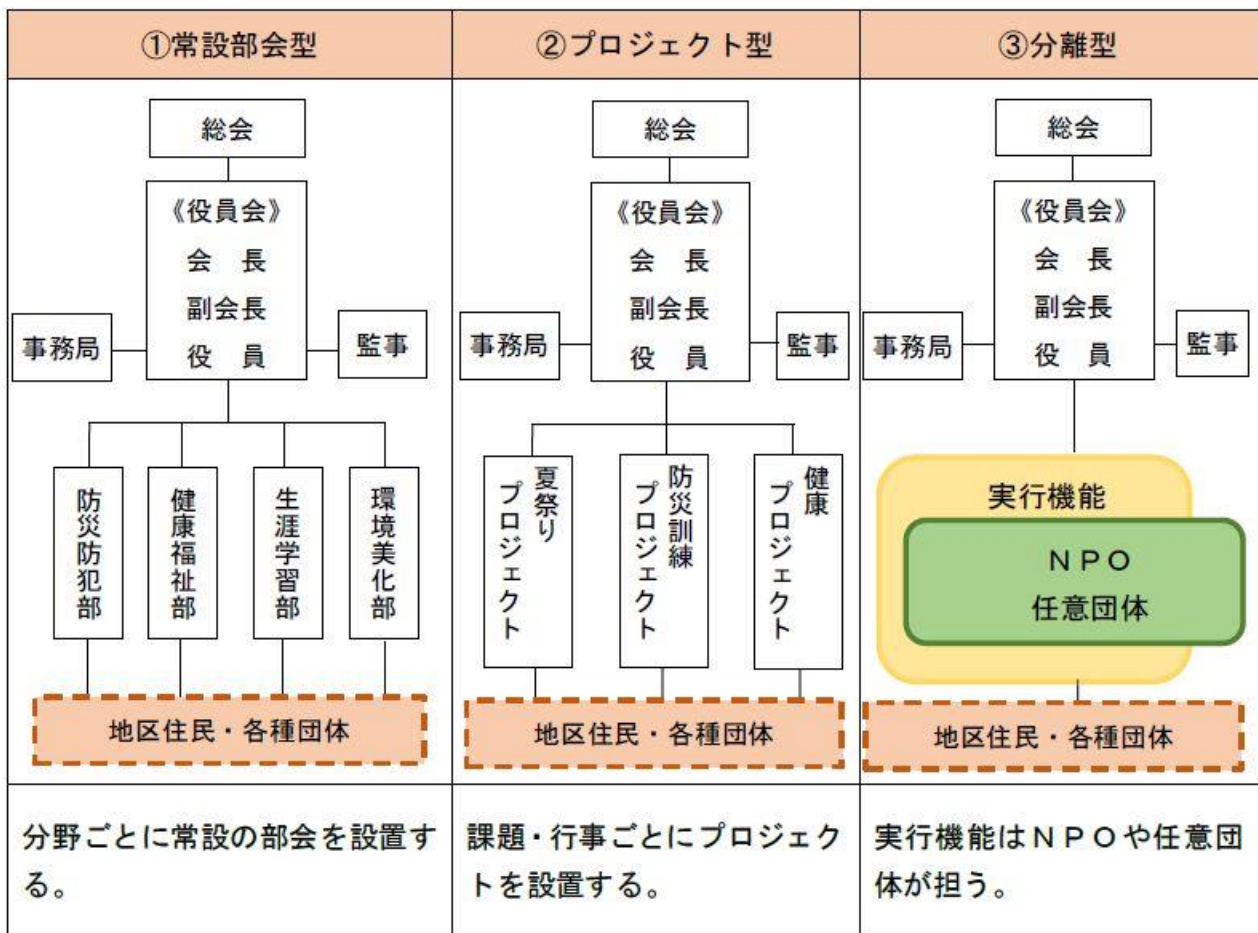 ①常設部会型
総会
《役員会》
会　長
副会長
役　員
事務局
監事
防災防犯部
健康福祉部
生涯学習部
環境美化部
地区住民・各種団体
分野ごとに常設の部会を設置す
る。
②プロジェクト型
総会
《役員会》
会　長
副会長
役　員
事務局
監事
夏祭り
プロジェクト
防災訓練
プロジェクト
健康
プロジェクト
地区住民・各種団体
課題・行事ごとにプロジェク
トを設置する。
③分離型
総会
《役員会》
会　長
副会長
役　員
事務局
監事
実行機能
ＮＰＯ
任意団体
地区住民・各種団体
実行機能はＮＰＯや任意団
体が担う。